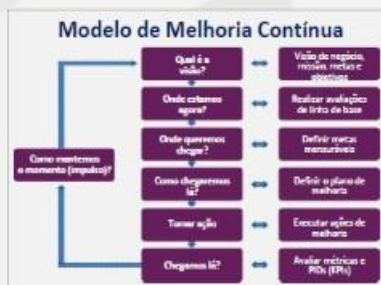 Modelo de Melhoria Contínua
Qual é a
visão?
Visão de negócio,
missão, metas e
objetivos
Onde estamos
agora?
Realizar avaliações
de linha de base
Onde queremos
chegar?
Definir metas
mensuráveis
Como mantemos
o momento (impulso)?
Como chegaremos
lá?
Definir o plano de
melhoria
Tomar ação
Executar ações de
melhoria
Chegamos lá?
Avaliar métricas e
PIDs (KPIs)